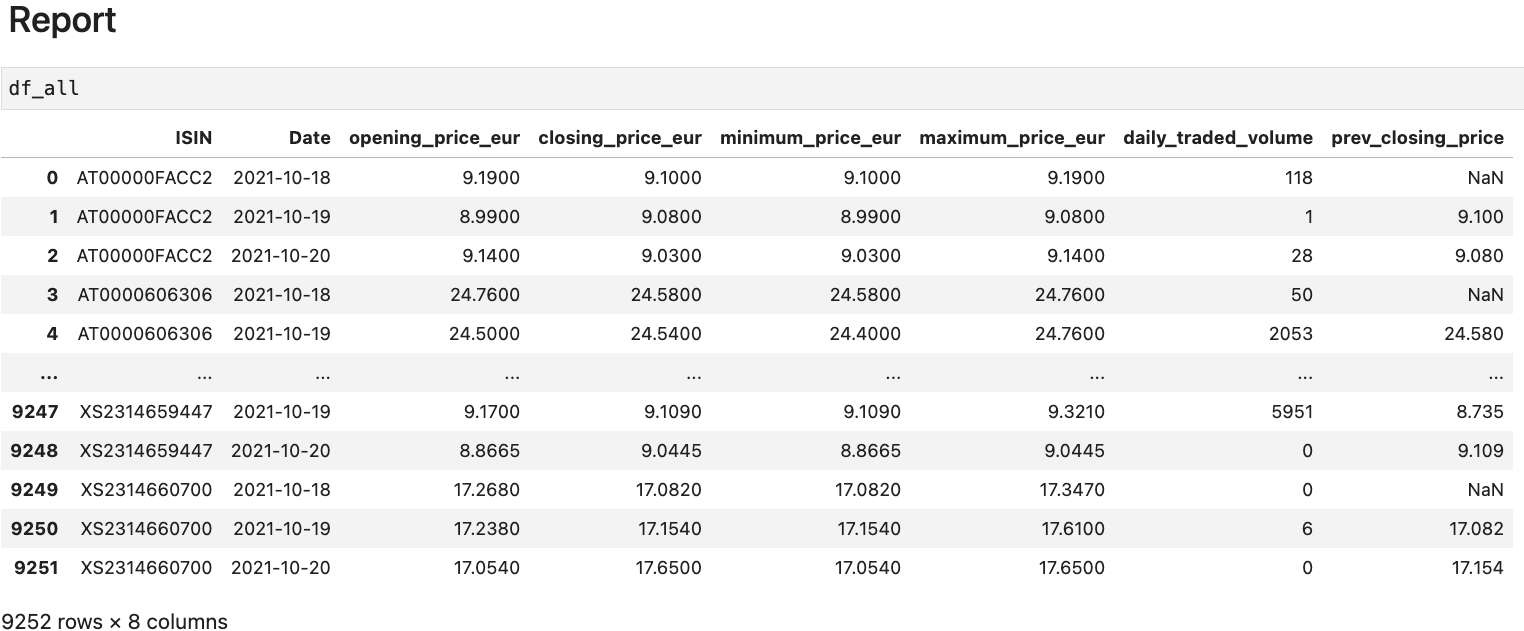 Report
df_all
ISIN Date opening_price_eur closing_price_eur minimum_price_eur maximum_price_eur daily_traded_volume prev_closing_price
0 AT00000FACC2 2021-10-18 9.1900 9.1000 9.1000 9.1900 118 NaN
1 AT00000FACC2 2021-10-19 8.9900 9.0800 8.9900 9.0800 1 9.100
2 AT00000FACC2 2021-10-20 9.1400 9.0300 9.0300 9.1400 28 9.080
3 AT0000606306 2021-10-18 24.7600 24.5800 24.5800 24.7600 50 NaN
4 AT0000606306 2021-10-19 24.5000 24.5400 24.4000 24.7600 2053 24.580
... ... ... ... ... ... ... ... ...
9247 XS2314659447 2021-10-19 9.1700 9.1090 9.1090 9.3210 5951 8.735
9248 XS2314659447 2021-10-20 8.8665 9.0445 8.8665 9.0445 0 9.109
9249 XS2314660700 2021-10-18 17.2680 17.0820 17.0820 17.3470 0 NaN
9250 XS2314660700 2021-10-19 17.2380 17.1540 17.1540 17.6100 6 17.082
9251 XS2314660700 2021-10-20 17.0540 17.6500 17.0540 17.6500 0 17.154
9252 rows × 8 columns